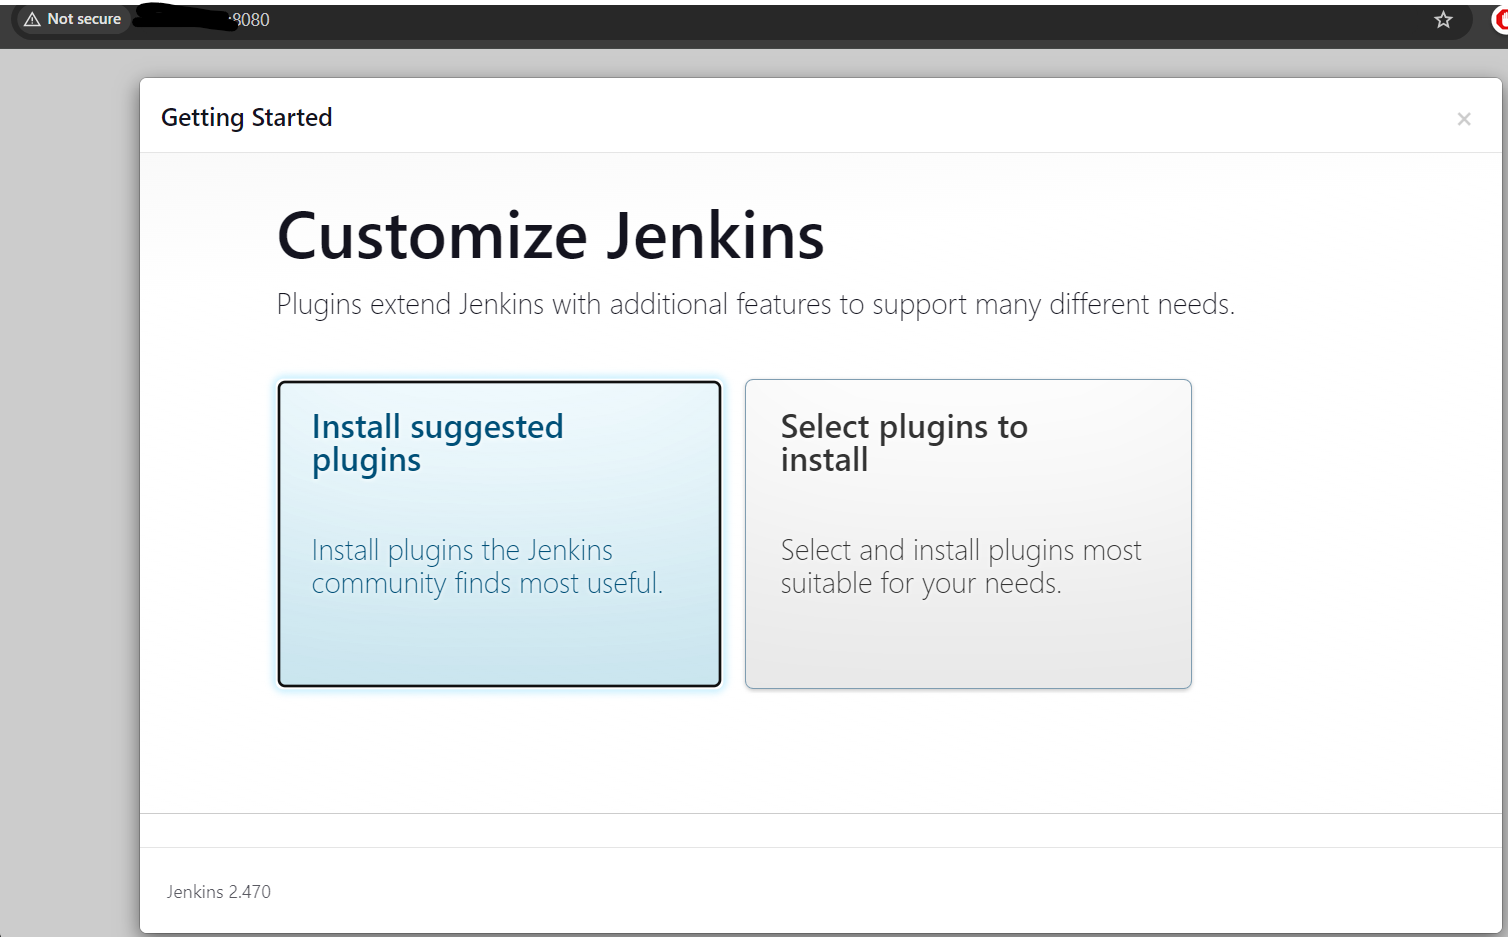 Not secure
:8080
Getting Started
×
Customize Jenkins
Plugins extend Jenkins with additional features to support many different needs.
Install suggested
plugins
Install plugins the Jenkins
community finds most useful.
Select plugins to
install
Select and install plugins most
suitable for your needs.
Jenkins 2.470